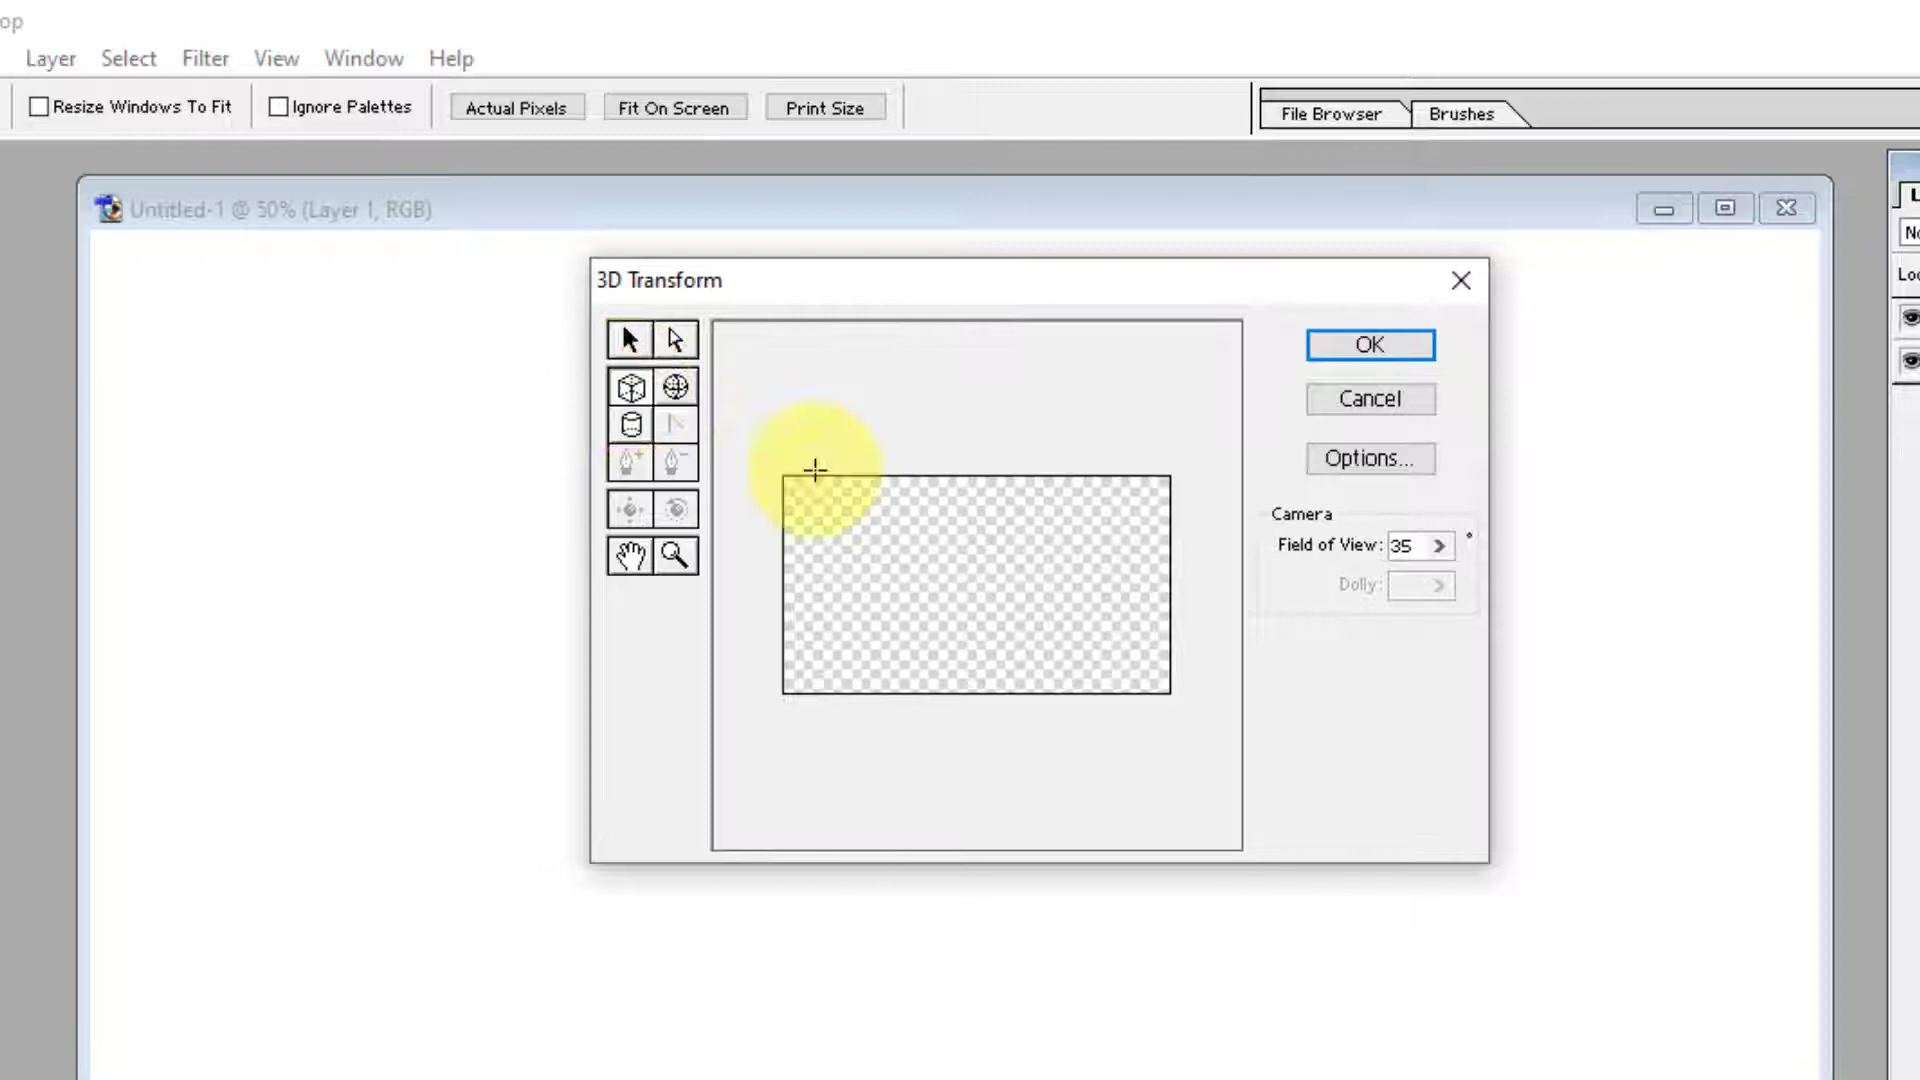 op
Layer Select Filter View Window Help
Resize Windows To Fit Ignore Palettes Actual Pixels Fit On Screen Print Size File Browser Brushes
Untitled-1 @ 50% (Layer 1, RGB)
3D Transform
OK
Cancel
Options...
Camera
Field of View: 35 °
Dolly:
L
No
Loc